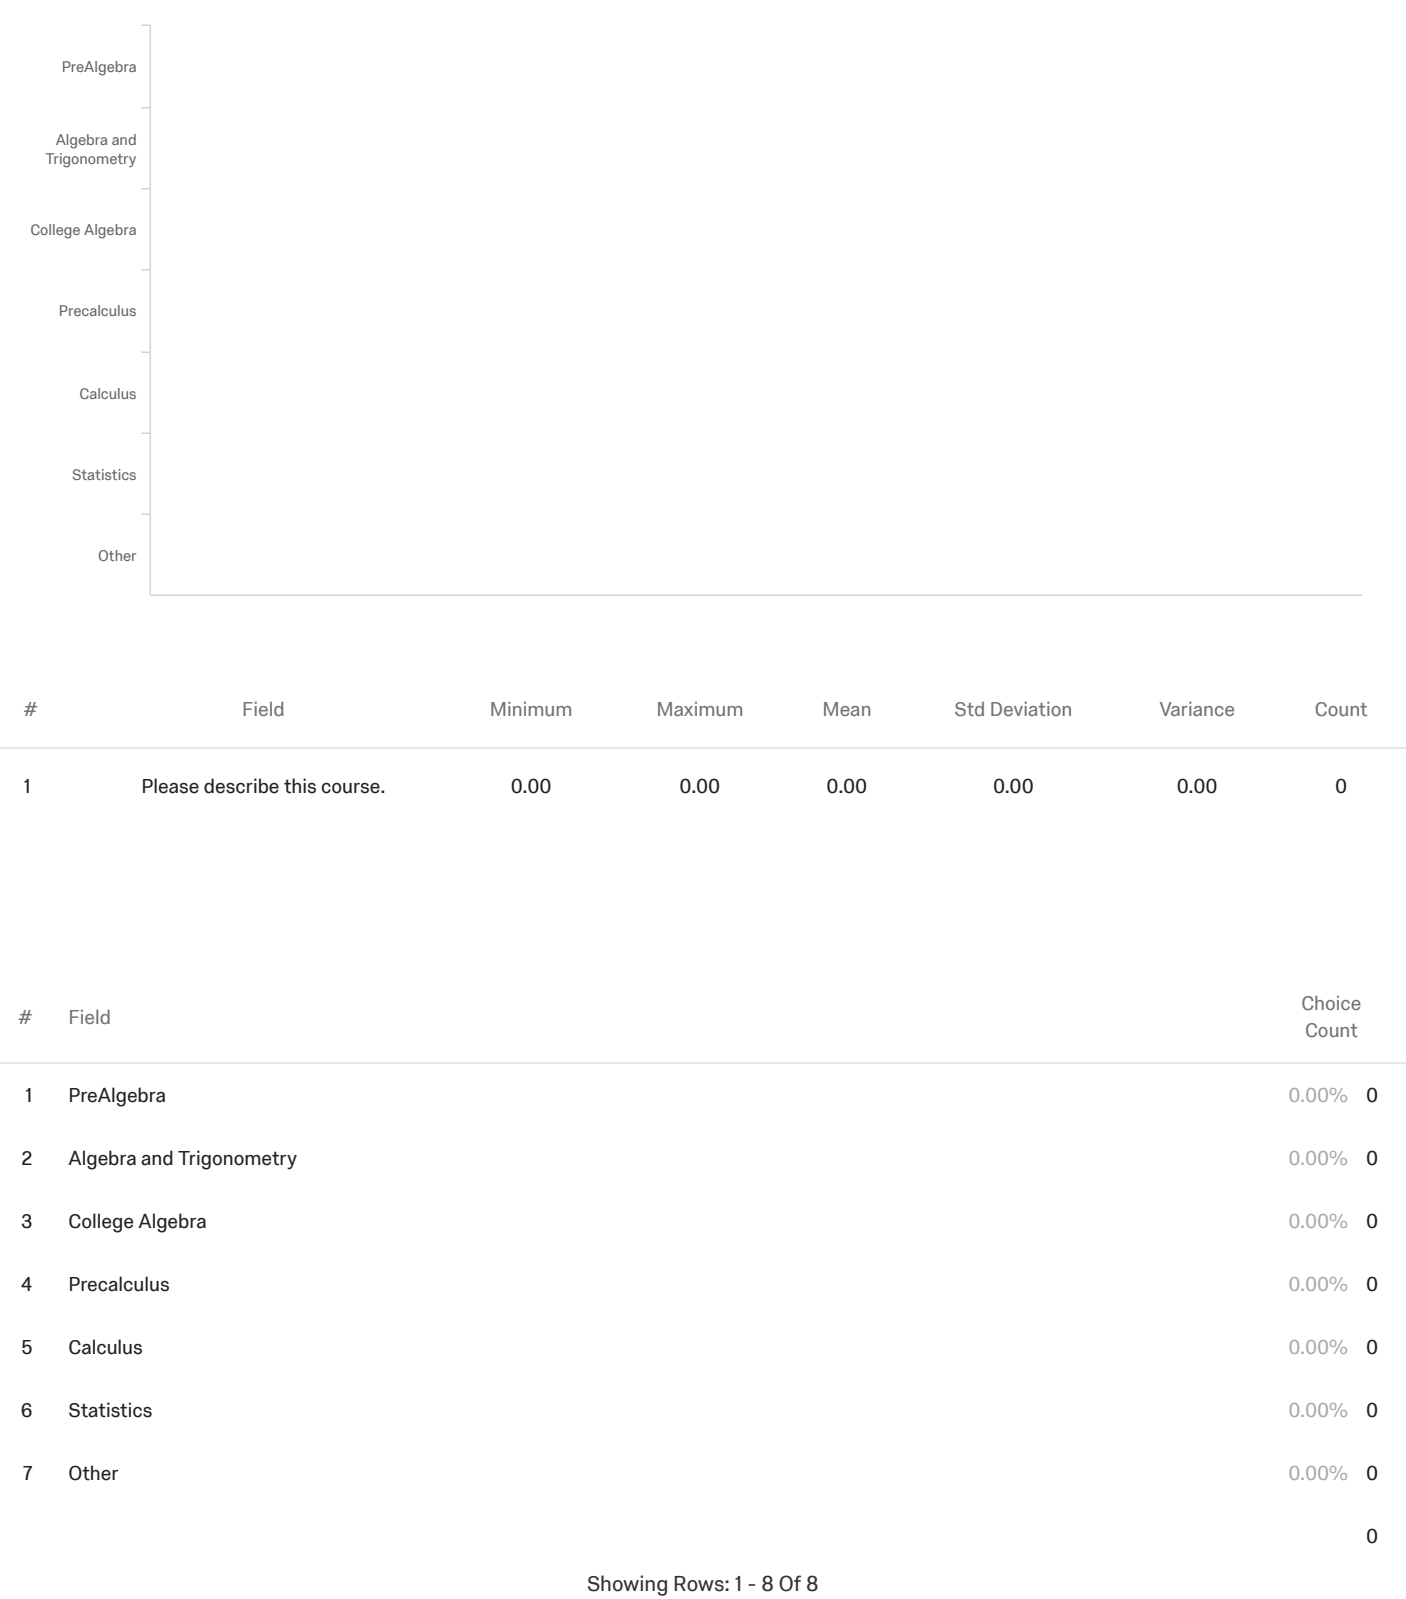 PreAlgebra
Algebra and
Trigonometry
College Algebra
Precalculus
Calculus
Statistics
Other
# Field Minimum Maximum Mean Std Deviation Variance Count
1 Please describe this course. 0.00 0.00 0.00 0.00 0.00 0
# Field Choice
Count
1 PreAlgebra 0.00% 0
2 Algebra and Trigonometry 0.00% 0
3 College Algebra 0.00% 0
4 Precalculus 0.00% 0
5 Calculus 0.00% 0
6 Statistics 0.00% 0
7 Other 0.00% 0
0
Showing Rows: 1 - 8 Of 8